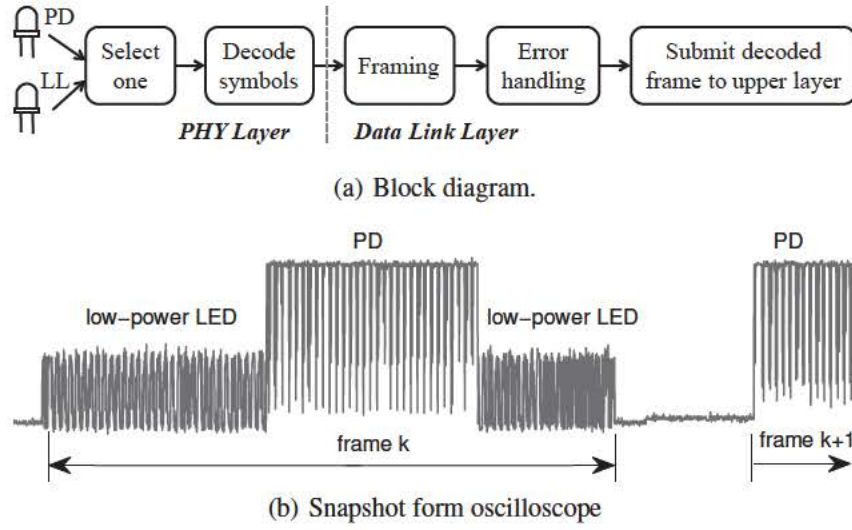 PD
LL
Select
one
Decode
symbols
Framing
Error
handling
Submit decoded
frame to upper layer
PHY Layer
Data Link Layer
(a) Block diagram.
PD
PD
low-power LED
low-power LED
frame k
frame k+1
(b) Snapshot form oscilloscope